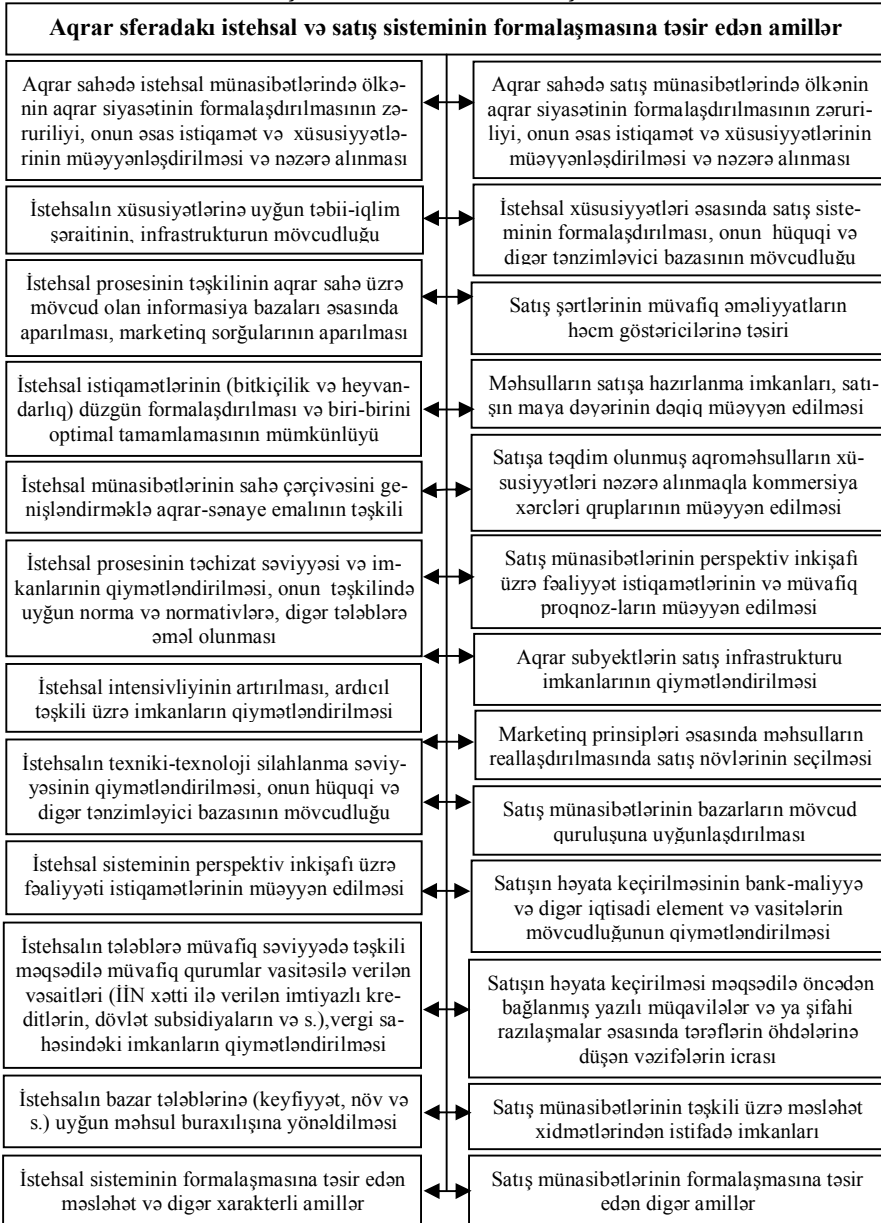 Aqrar sferadakı istehsal və satış sisteminin formalaşmasına təsir edən amillər
Aqrar sahədə istehsal münasibətlərində ölkə-
nin aqrar siyasətinin formalaşdırılmasının zə-
ruriliyi, onun əsas istiqamət və xüsusiyyətlə-
rinin müəyyənləşdirilməsi və nəzərə alınması
İstehsalın xüsusiyətlərinə uyğun təbii-iqlim
şəraitinin, infrastrukturun mövcudluğu
İstehsal prosesinin təşkilinin aqrar sahə üzrə
mövcud olan informasiya bazaları əsasında
aparılması, marketinq sorğularının aparılması
İstehsal istiqamətlərinin (bitkiçilik və heyvan-
darlıq) düzgün formalaşdırılması və biri-birini
optimal tamamlamasının mümkünlüyü
İstehsal münasibətlərinin sahə çərçivəsini ge-
nişləndirməklə aqrar-sənaye emalının təşkili
İstehsal prosesinin təchizat səviyyəsi və im-
kanlarının qiymətləndirilməsi, onun təşkilində
uyğun norma və normativlərə, digər tələblərə
əməl olunması
İstehsal intensivliyinin artırılması, ardıcıl
təşkili üzrə imkanların qiymətləndirilməsi
İstehsalın texniki-texnoloji silahlanma səviy-
yəsinin qiymətləndirilməsi, onun hüquqi və
digər tənzimləyici bazasının mövcudluğu
İstehsal sisteminin perspektiv inkişafı üzrə
fəaliyyəti istiqamətlərinin müəyyən edilməsi
İstehsalın tələblərə müvafiq səviyyədə təşkili
məqsədilə müvafiq qurumlar vasitəsilə verilən
vəsaitləri (İİN xətti ilə verilən imtiyazlı kre-
ditlərin, dövlət subsidiyaların və s.),vergi sa-
həsindəki imkanların qiymətləndirilməsi
İstehsalın bazar tələblərinə (keyfiyyət, növ və
s.) uyğun məhsul buraxılışına yönəldilməsi
İstehsal sisteminin formalaşmasına təsir edən
məsləhət və digər xarakterli amillər
Aqrar sahədə satış münasibətlərində ölkənin
aqrar siyasətinin formalaşdırılmasının zəruri-
liyi, onun əsas istiqamət və xüsusiyyətlərinin
müəyyənləşdirilməsi və nəzərə alınması
İstehsal xüsusiyyətləri əsasında satış siste-
minin formalaşdırılması, onun hüquqi və
digər tənzimləyici bazasının mövcudluğu
Satış şərtlərinin müvafiq əməliyyatların
həcm göstəricilərinə təsiri
Məhsulların satışa hazırlanma imkanları, satı-
şın maya dəyərinin dəqiq müəyyən edilməsi
Satışa təqdim olunmuş aqroməhsulların xü-
susiyyətləri nəzərə alınmaqla kommersiya
xərcləri qruplarının müəyyən edilməsi
Satış münasibətlərinin perspektiv inkişafı
üzrə fəaliyyət istiqamətlərinin və müvafiq
proqnoz-ların müəyyən edilməsi
Aqrar subyektlərin satış infrastrukturu
imkanlarının qiymətləndirilməsi
Marketinq prinsipləri əsasında məhsulların
reallaşdırılmasında satış növlərinin seçilməsi
Satış münasibətlərinin bazarların mövcud
quruluşuna uyğunlaşdırılması
Satışın həyata keçirilməsinin bank-maliyyə
və digər iqtisadi element və vasitələrin
mövcudluğunun qiymətləndirilməsi
Satışın həyata keçirilməsi məqsədilə öncədən
bağlanmış yazılı müqavilələr və ya şifahi
razılaşmalar əsasında tərəflərin öhdələrinə
düşən vəzifələrin icrası
Satış münasibətlərinin təşkili üzrə məsləhət
xidmətlərindən istifadə imkanları
Satış münasibətlərinin formalaşmasına təsir
edən digər amillər